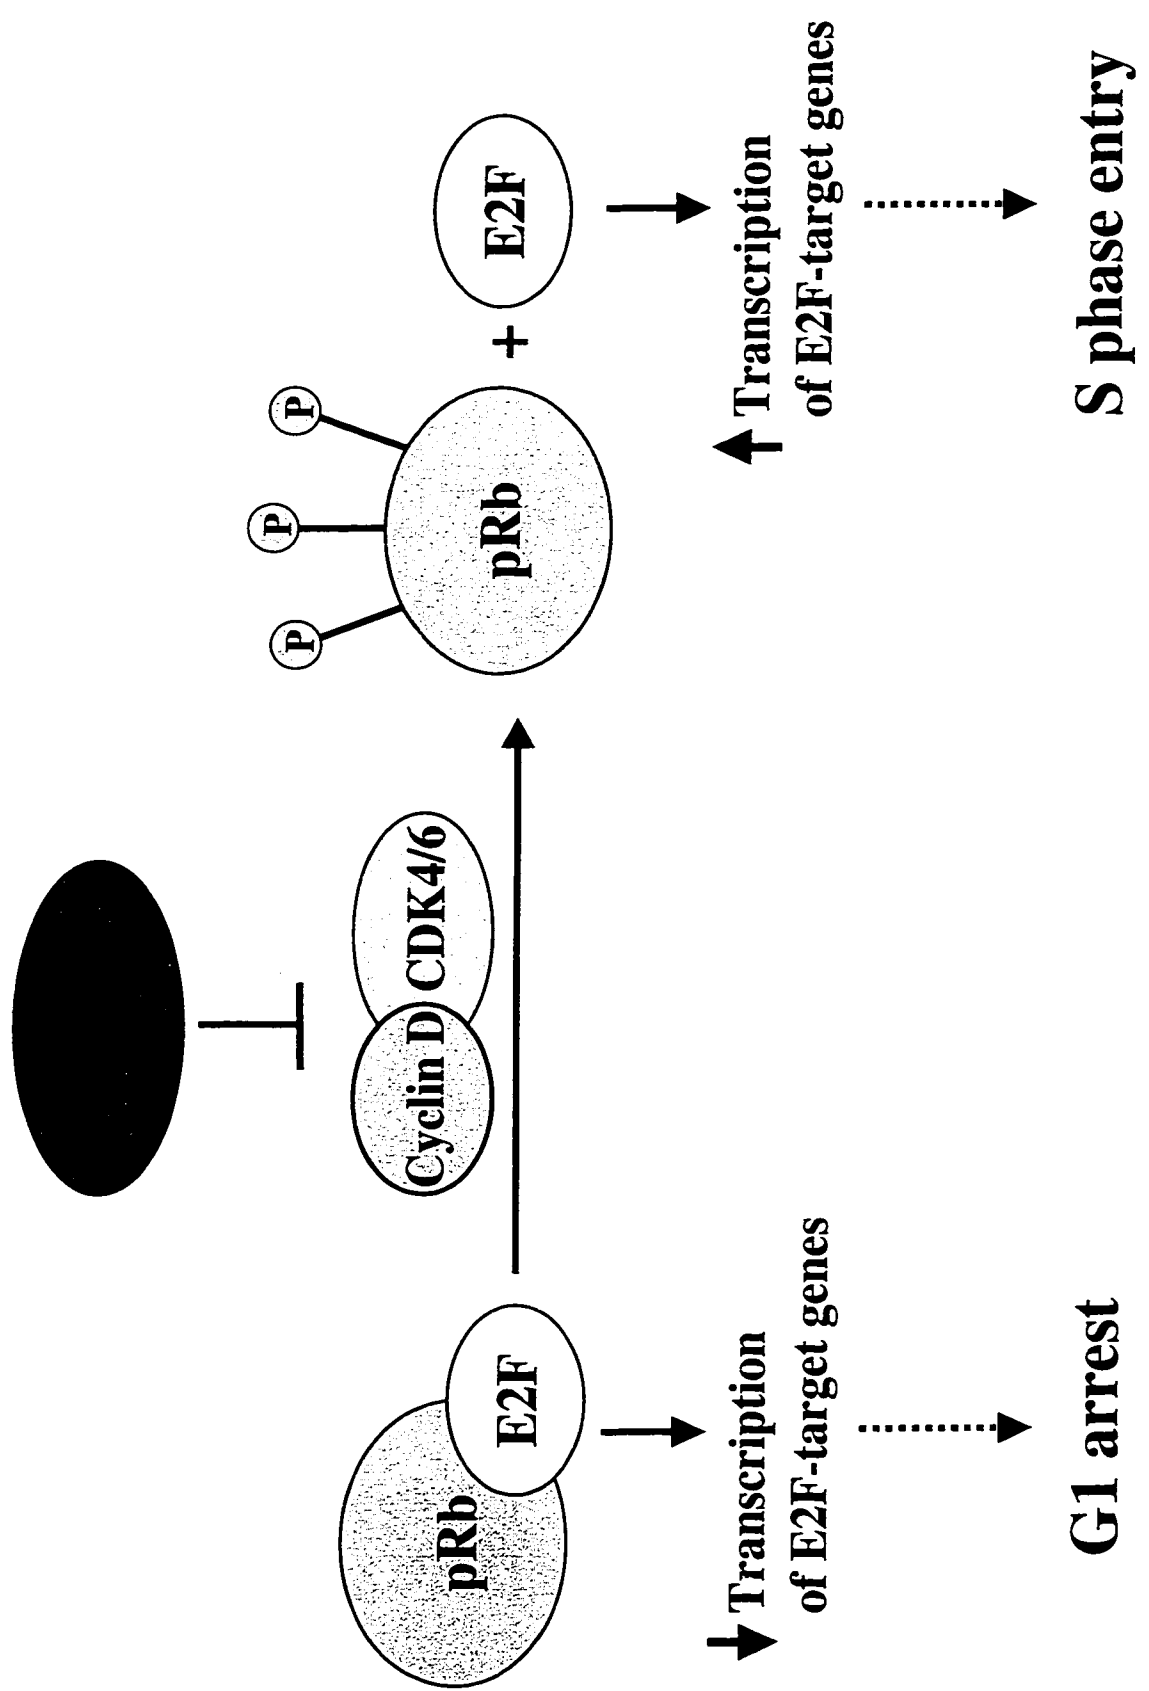 P
P
P
Cyclin D CDK4/6
pRb
E2F
pRb
+
E2F
Transcription
of E2F-target genes
Transcription
of E2F-target genes
G1 arrest
S phase entry